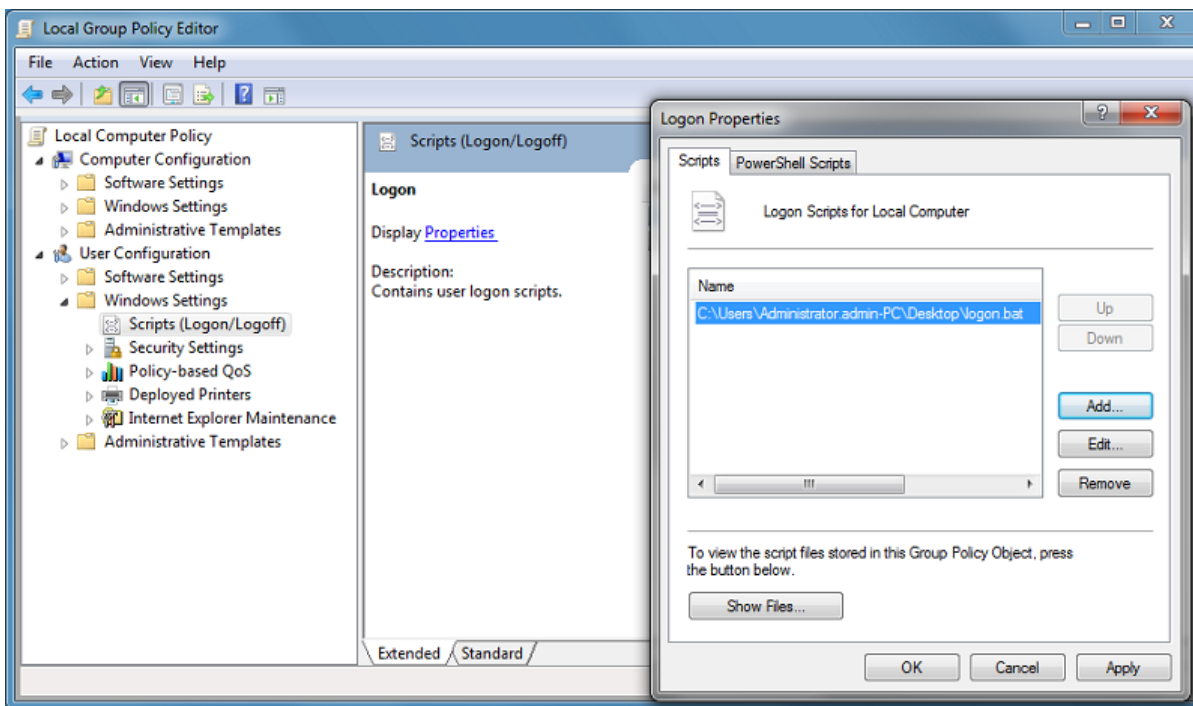 Local Group Policy Editor
File Action View Help
Local Computer Policy
Computer Configuration
Software Settings
Windows Settings
Administrative Templates
User Configuration
Software Settings
Windows Settings
Scripts (Logon/Logoff)
Security Settings
Policy-based QoS
Deployed Printers
Internet Explorer Maintenance
Administrative Templates
Scripts (Logon/Logoff)
Logon
Display Properties
Description:
Contains user logon scripts.
Extended Standard
Logon Properties
Scripts PowerShell Scripts
Logon Scripts for Local Computer
Name
C:\Users\Administrator.admin-PC\Desktop\logon.bat
Up
Down
Add...
Edit...
Remove
To view the script files stored in this Group Policy Object, press
the button below.
Show Files...
OK Cancel Apply